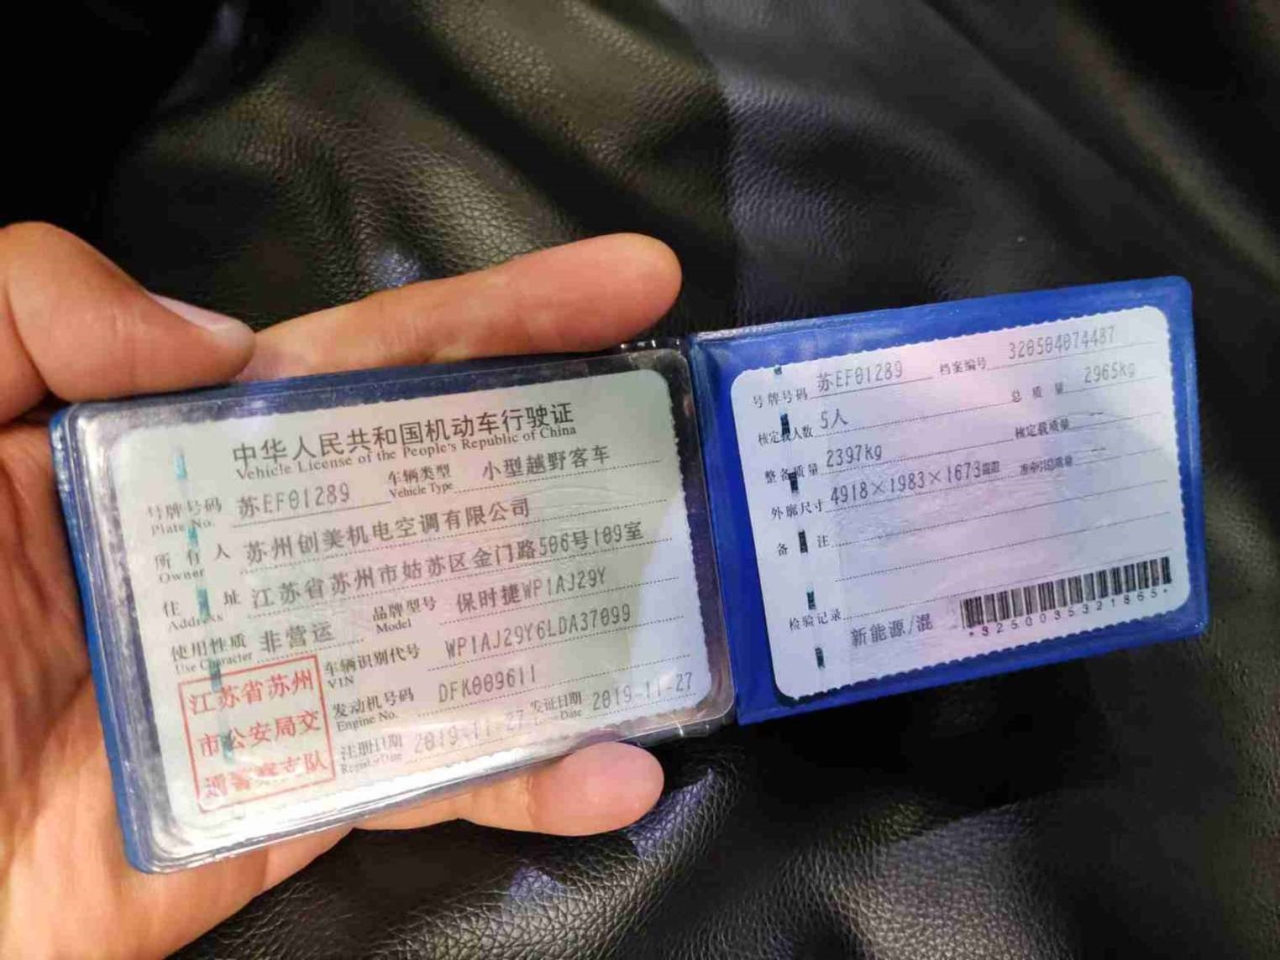 中华人民共和国机动车行驶证
Vehicle License of the People's Republic of China
号牌号码 苏EF01289 车辆类型 小型越野客车
Plate No. Vehicle Type
所有人 苏州创美机电空调有限公司
Owner
住址 江苏省苏州市姑苏区金门路506号109室
Address
使用性质 非营运 品牌型号 保时捷WP1AJ29Y
Use Character Model
江苏省苏州
市公安局交
通警察支队
车辆识别代号 WP1AJ29Y6LDA37099
VIN
发动机号码 DFK009611
Engine No.
注册日期 2019-11-27 发证日期 2019-11-27
Register Date Issue Date
号牌号码 苏EF01289 档案编号 320504074487
核定载人数 5人 总质量 2965kg
整备质量 2397kg 核定载质量
外廓尺寸 4918×1983×1673 准牵引总质量
备注
检验记录
新能源/混
*3250035321865*